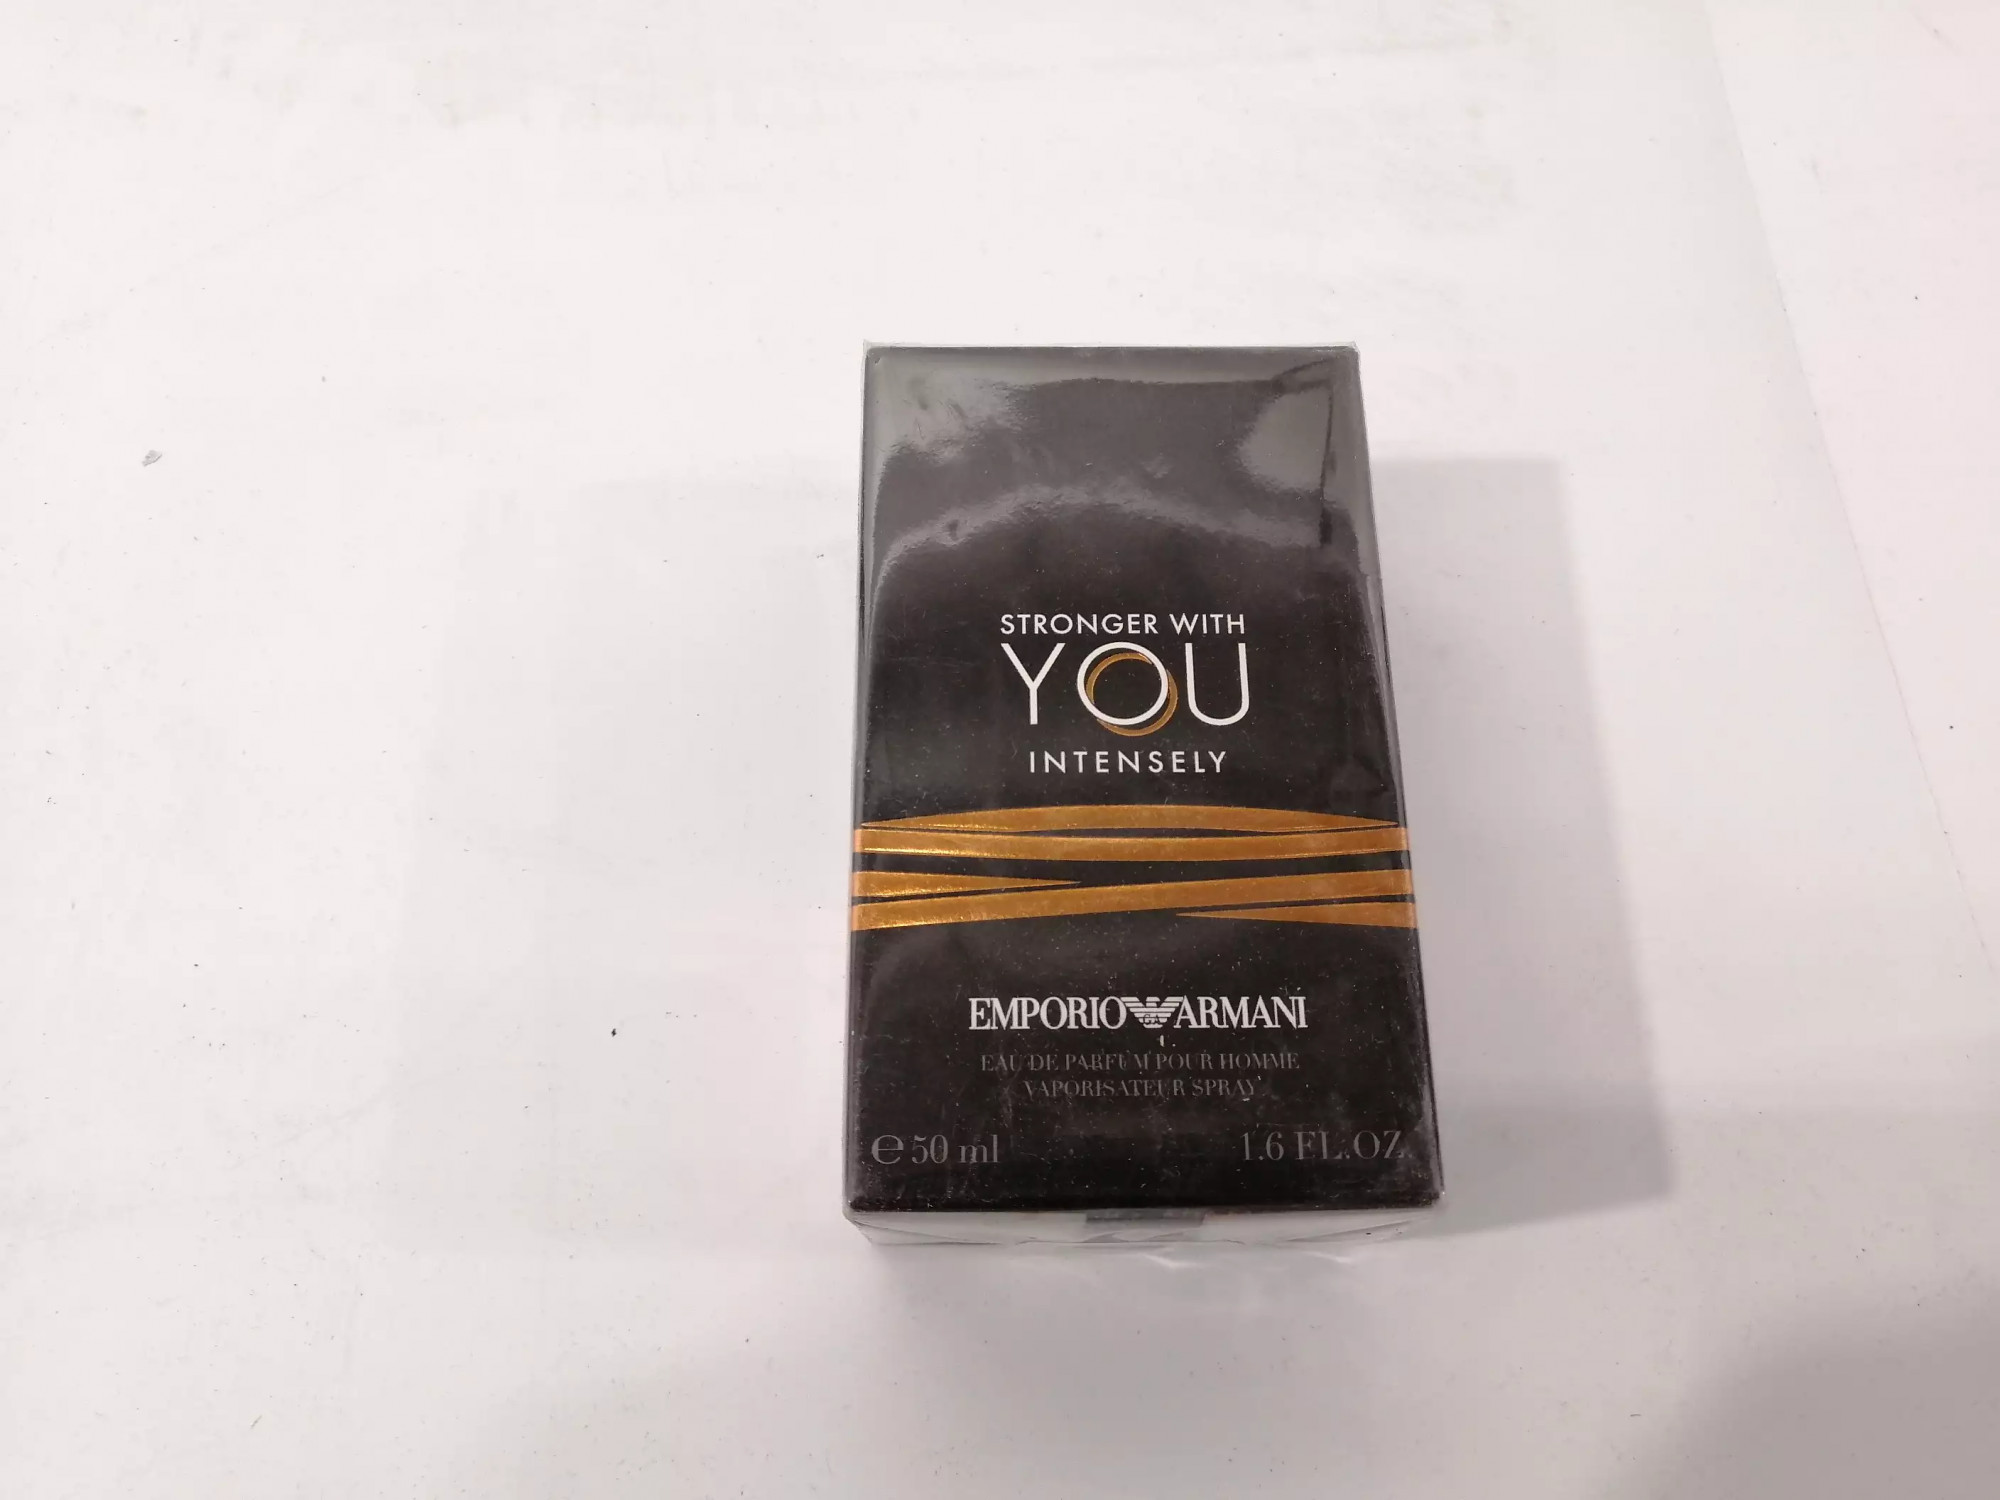 STRONGER WITH
YOU
INTENSELY
EMPORIO ARMANI
EAU DE PARFUM POUR HOMME
VAPORISATEUR SPRAY
℮ 50 ml 1.6 FL.OZ.